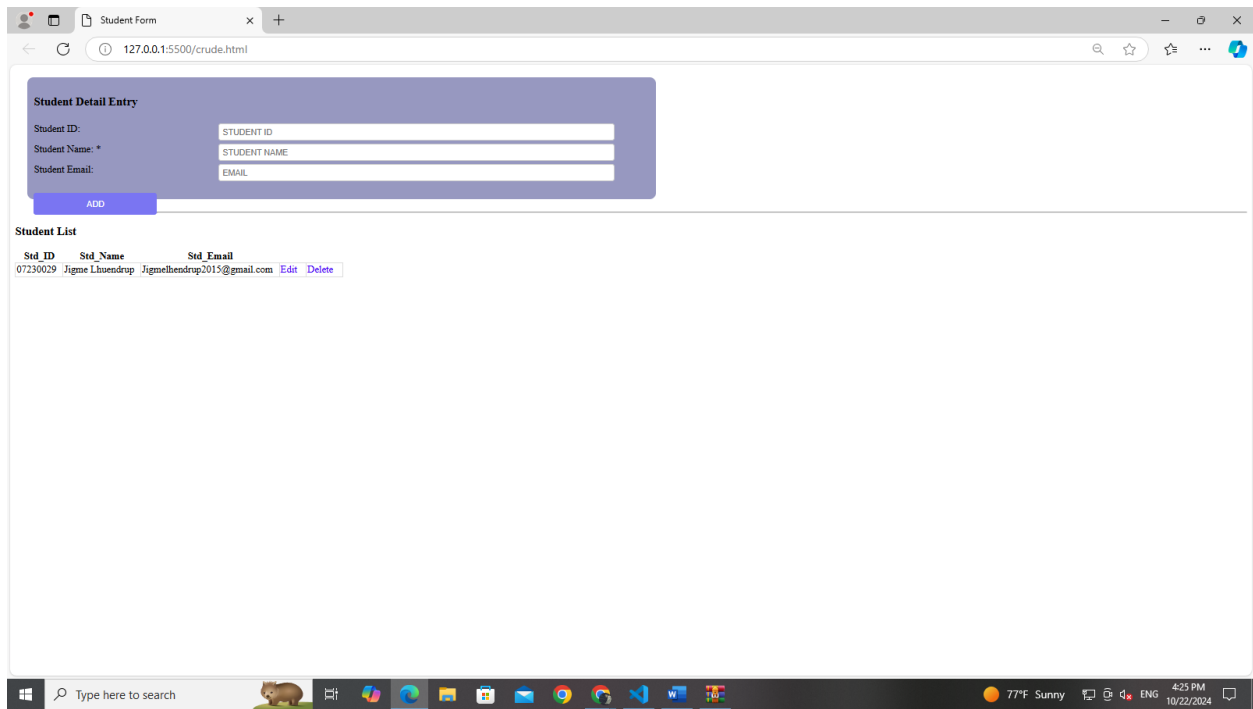 Student Form
127.0.0.1:5500/crude.html
Student Detail Entry
Student ID: STUDENT ID
Student Name: * STUDENT NAME
Student Email: EMAIL
ADD
Student List
Std_ID Std_Name Std_Email
07230029 Jigme Lhuendrup Jigmelhendrup2015@gmail.com Edit Delete
Type here to search 77°F Sunny ENG 4:25 PM
10/22/2024